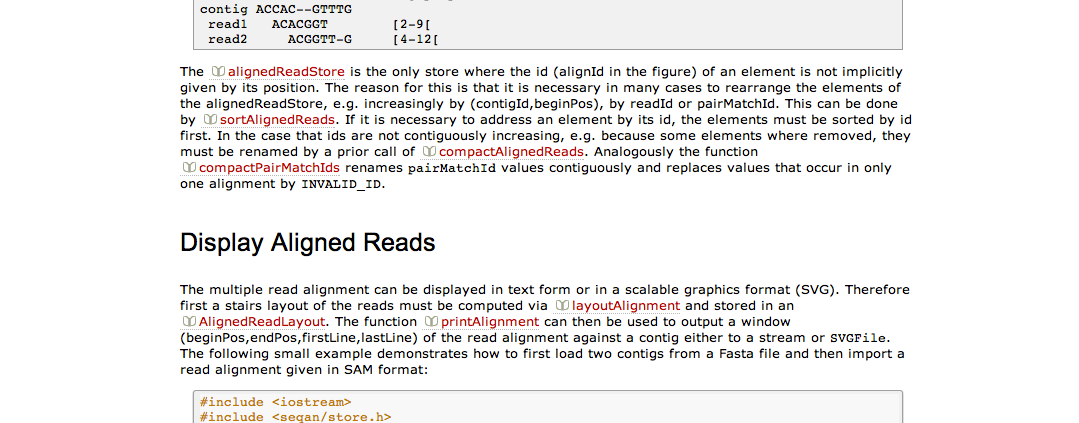 contig ACCAC--GTTTG
read1 ACACGGT [2-9[
read2 ACGGTT-G [4-12[
The alignedReadStore is the only store where the id (alignId in the figure) of an element is not implicitly
given by its position. The reason for this is that it is necessary in many cases to rearrange the elements of
the alignedReadStore, e.g. increasingly by (contigId,beginPos), by readId or pairMatchId. This can be done
by sortAlignedReads. If it is necessary to address an element by its id, the elements must be sorted by id
first. In the case that ids are not contiguously increasing, e.g. because some elements where removed, they
must be renamed by a prior call of compactAlignedReads. Analogously the function
compactPairMatchIds renames pairMatchId values contiguously and replaces values that occur in only
one alignment by INVALID_ID.
Display Aligned Reads
The multiple read alignment can be displayed in text form or in a scalable graphics format (SVG). Therefore
first a stairs layout of the reads must be computed via layoutAlignment and stored in an
AlignedReadLayout. The function printAlignment can then be used to output a window
(beginPos,endPos,firstLine,lastLine) of the read alignment against a contig either to a stream or SVGFile.
The following small example demonstrates how to first load two contigs from a Fasta file and then import a
read alignment given in SAM format:
#include <iostream>
#include <seqan/store.h>